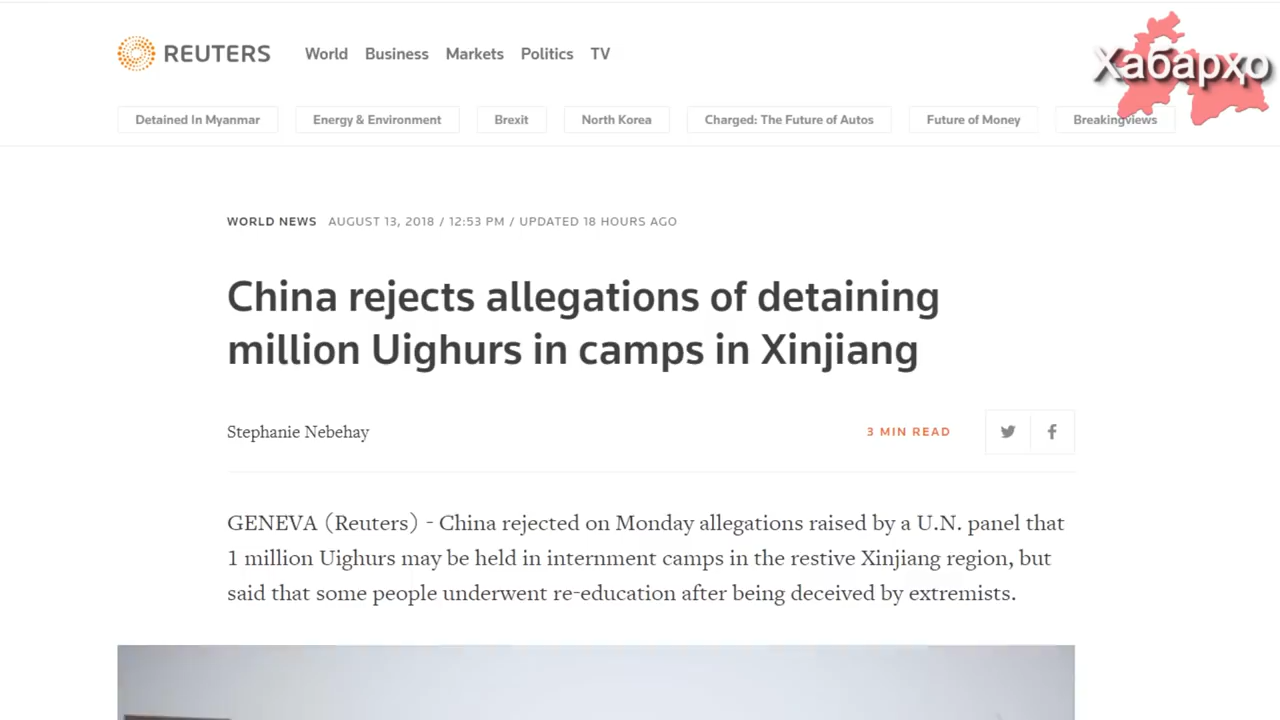 REUTERS World Business Markets Politics TV
Хабарҳо
Detained In Myanmar Energy & Environment Brexit North Korea Charged: The Future of Autos Future of Money Breakingviews
WORLD NEWS AUGUST 13, 2018 / 12:53 PM / UPDATED 18 HOURS AGO
China rejects allegations of detaining
million Uighurs in camps in Xinjiang
Stephanie Nebehay 3 MIN READ
GENEVA (Reuters) - China rejected on Monday allegations raised by a U.N. panel that
1 million Uighurs may be held in internment camps in the restive Xinjiang region, but
said that some people underwent re-education after being deceived by extremists.